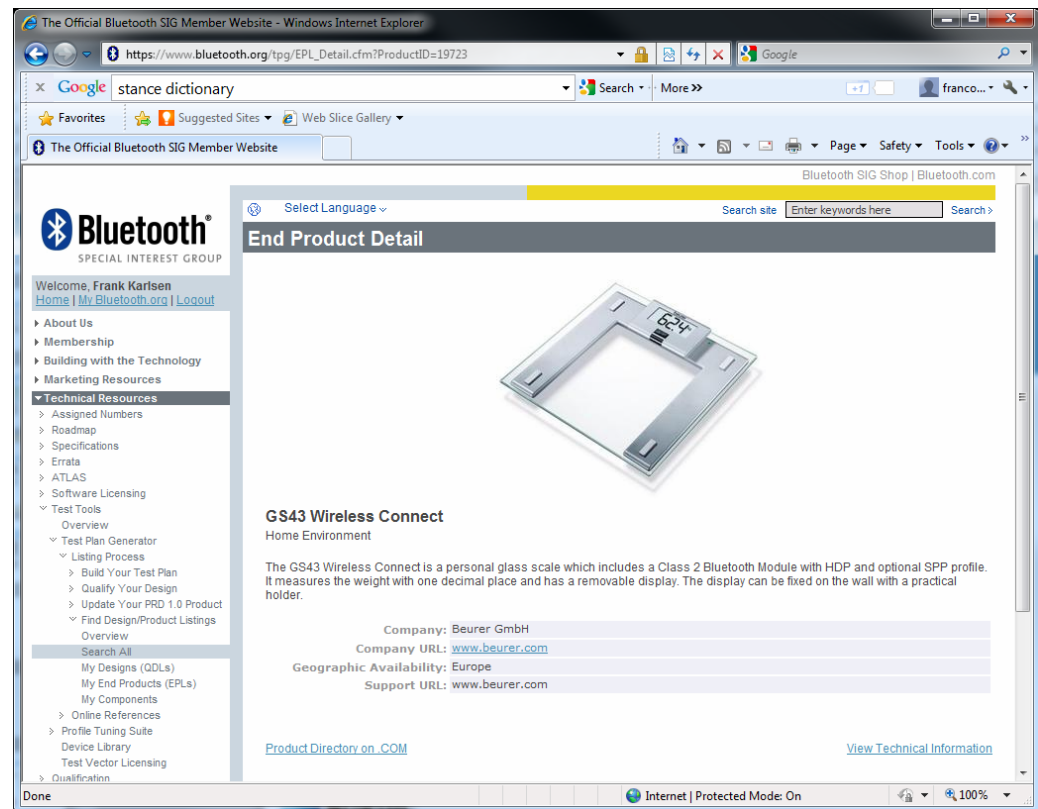 The Official Bluetooth SIG Member Website - Windows Internet Explorer
https://www.bluetooth.org/tpg/EPL_Detail.cfm?ProductID=19723
Google
x Google stance dictionary Search More >> +1 franco...
Favorites Suggested Sites Web Slice Gallery
The Official Bluetooth SIG Member Website Page Safety Tools
Bluetooth SIG Shop | Bluetooth.com
Select Language Search site Enter keywords here Search >
Bluetooth®
SPECIAL INTEREST GROUP
End Product Detail
Welcome, Frank Karlsen
Home | My Bluetooth.org | Logout
About Us
Membership
Building with the Technology
Marketing Resources
Technical Resources
Assigned Numbers
Roadmap
Specifications
Errata
ATLAS
Software Licensing
Test Tools
Overview
Test Plan Generator
Listing Process
Build Your Test Plan
Qualify Your Design
Update Your PRD 1.0 Product
Find Design/Product Listings
Overview
Search All
My Designs (QDLs)
My End Products (EPLs)
My Components
Online References
Profile Tuning Suite
Device Library
Test Vector Licensing
Qualification
62.4
GS43 Wireless Connect
Home Environment
The GS43 Wireless Connect is a personal glass scale which includes a Class 2 Bluetooth Module with HDP and optional SPP profile.
It measures the weight with one decimal place and has a removable display. The display can be fixed on the wall with a practical
holder.
Company: Beurer GmbH
Company URL: www.beurer.com
Geographic Availability: Europe
Support URL: www.beurer.com
Product Directory on .COM View Technical Information
Done Internet | Protected Mode: On 100%